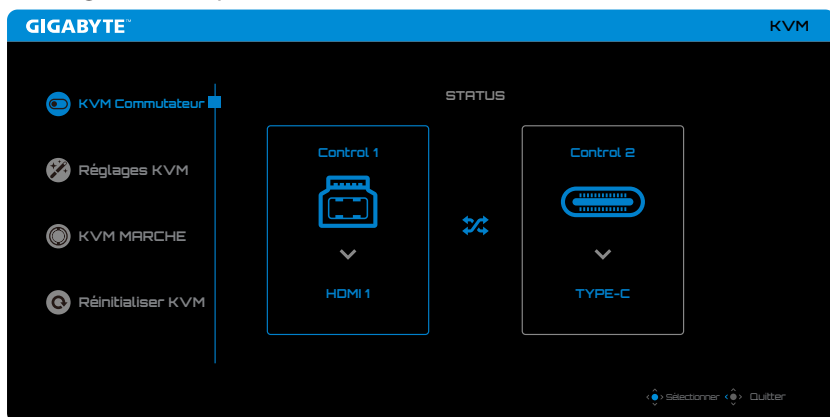 GIGABYTE™
KVM
KVM Commutateur
Réglages KVM
KVM MARCHE
Réinitialiser KVM
STATUS
Control 1
HDMI 1
Control 2
TYPE-C
Sélectionner
Quitter